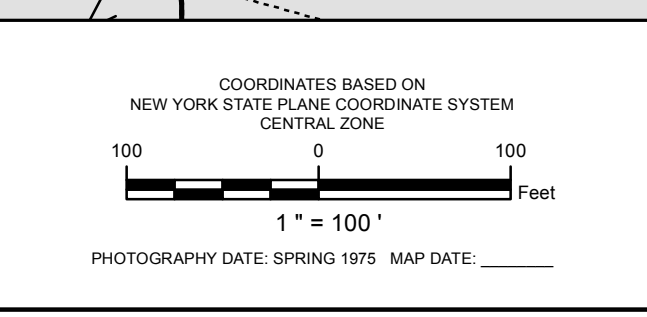 COORDINATES BASED ON
NEW YORK STATE PLANE COORDINATE SYSTEM
CENTRAL ZONE
100 0 100
Feet
1 " = 100 '
PHOTOGRAPHY DATE: SPRING 1975 MAP DATE: ________